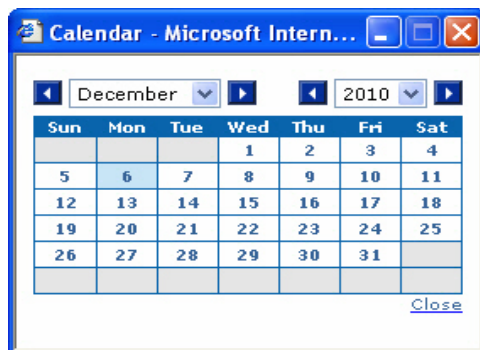 Calendar - Microsoft Intern...
December 2010
Sun Mon Tue Wed Thu Fri Sat
1 2 3 4
5 6 7 8 9 10 11
12 13 14 15 16 17 18
19 20 21 22 23 24 25
26 27 28 29 30 31
Close